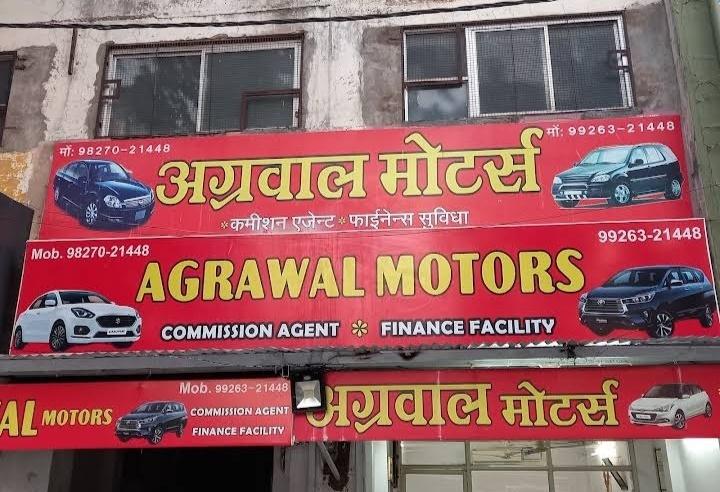 मों: 98270-21448
मों: 99263-21448
अग्रवाल मोटर्स
*कमीशन एजेन्ट * फाईनेन्स सुविधा
Mob. 98270-21448
99263-21448
AGRAWAL MOTORS
COMMISSION AGENT * FINANCE FACILITY
Mob. 99263-21448
WAL MOTORS
COMMISSION AGENT
FINANCE FACILITY
अग्रवाल मोटर्स